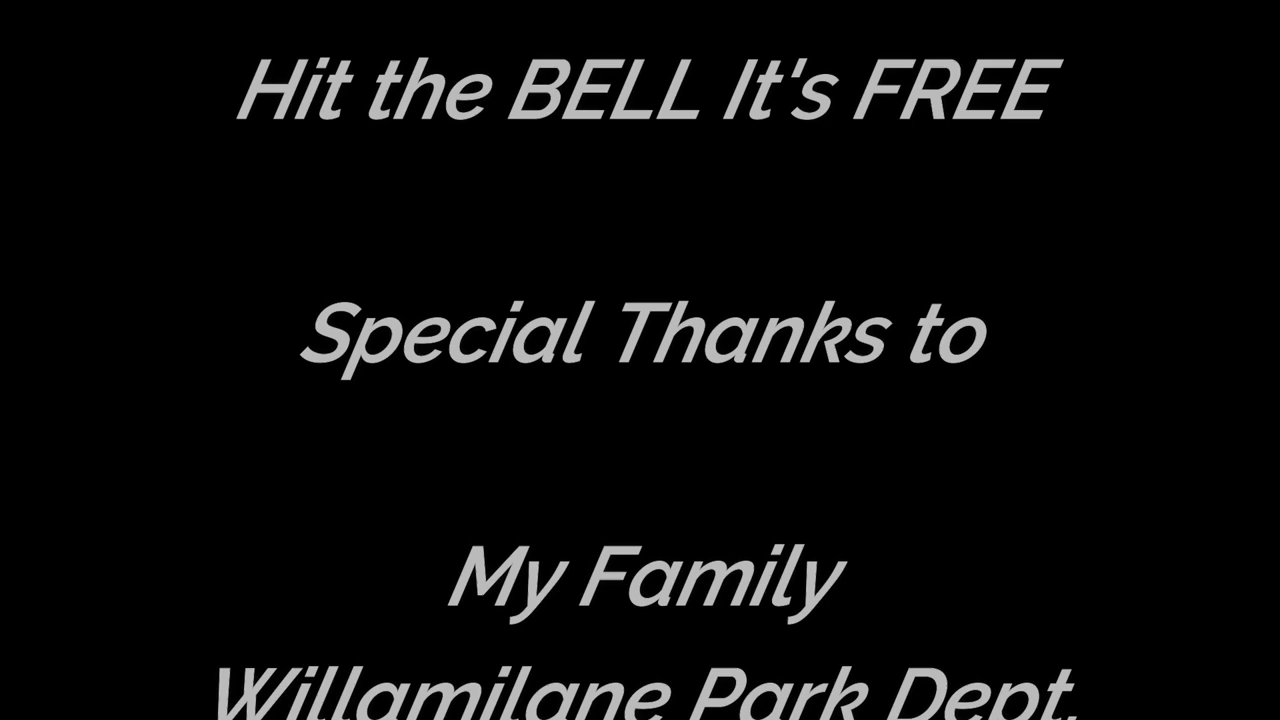 Hit the BELL It's FREE
Special Thanks to
My Family
Willamilane Park Dept.